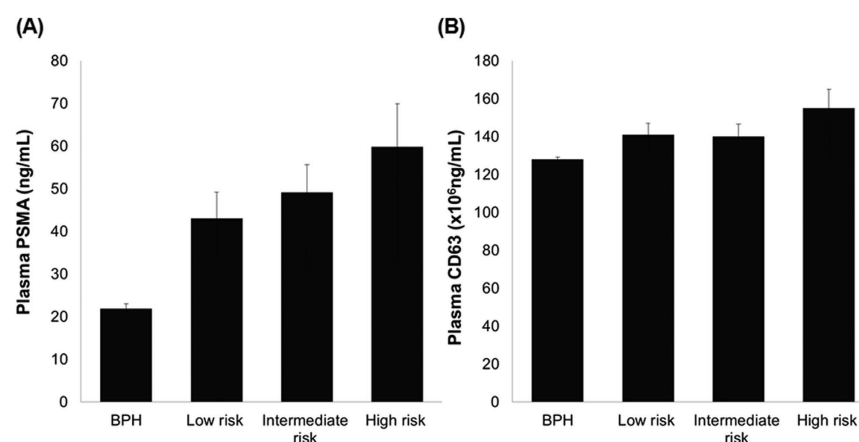 (A)
Plasma PSMA (ng/mL)
80
70
60
50
40
30
20
10
0
BPH
Low risk
Intermediate
risk
High risk
(B)
Plasma CD63 (x10⁶ng/mL)
180
160
140
120
100
80
60
40
20
0
BPH
Low risk
Intermediate
risk
High risk